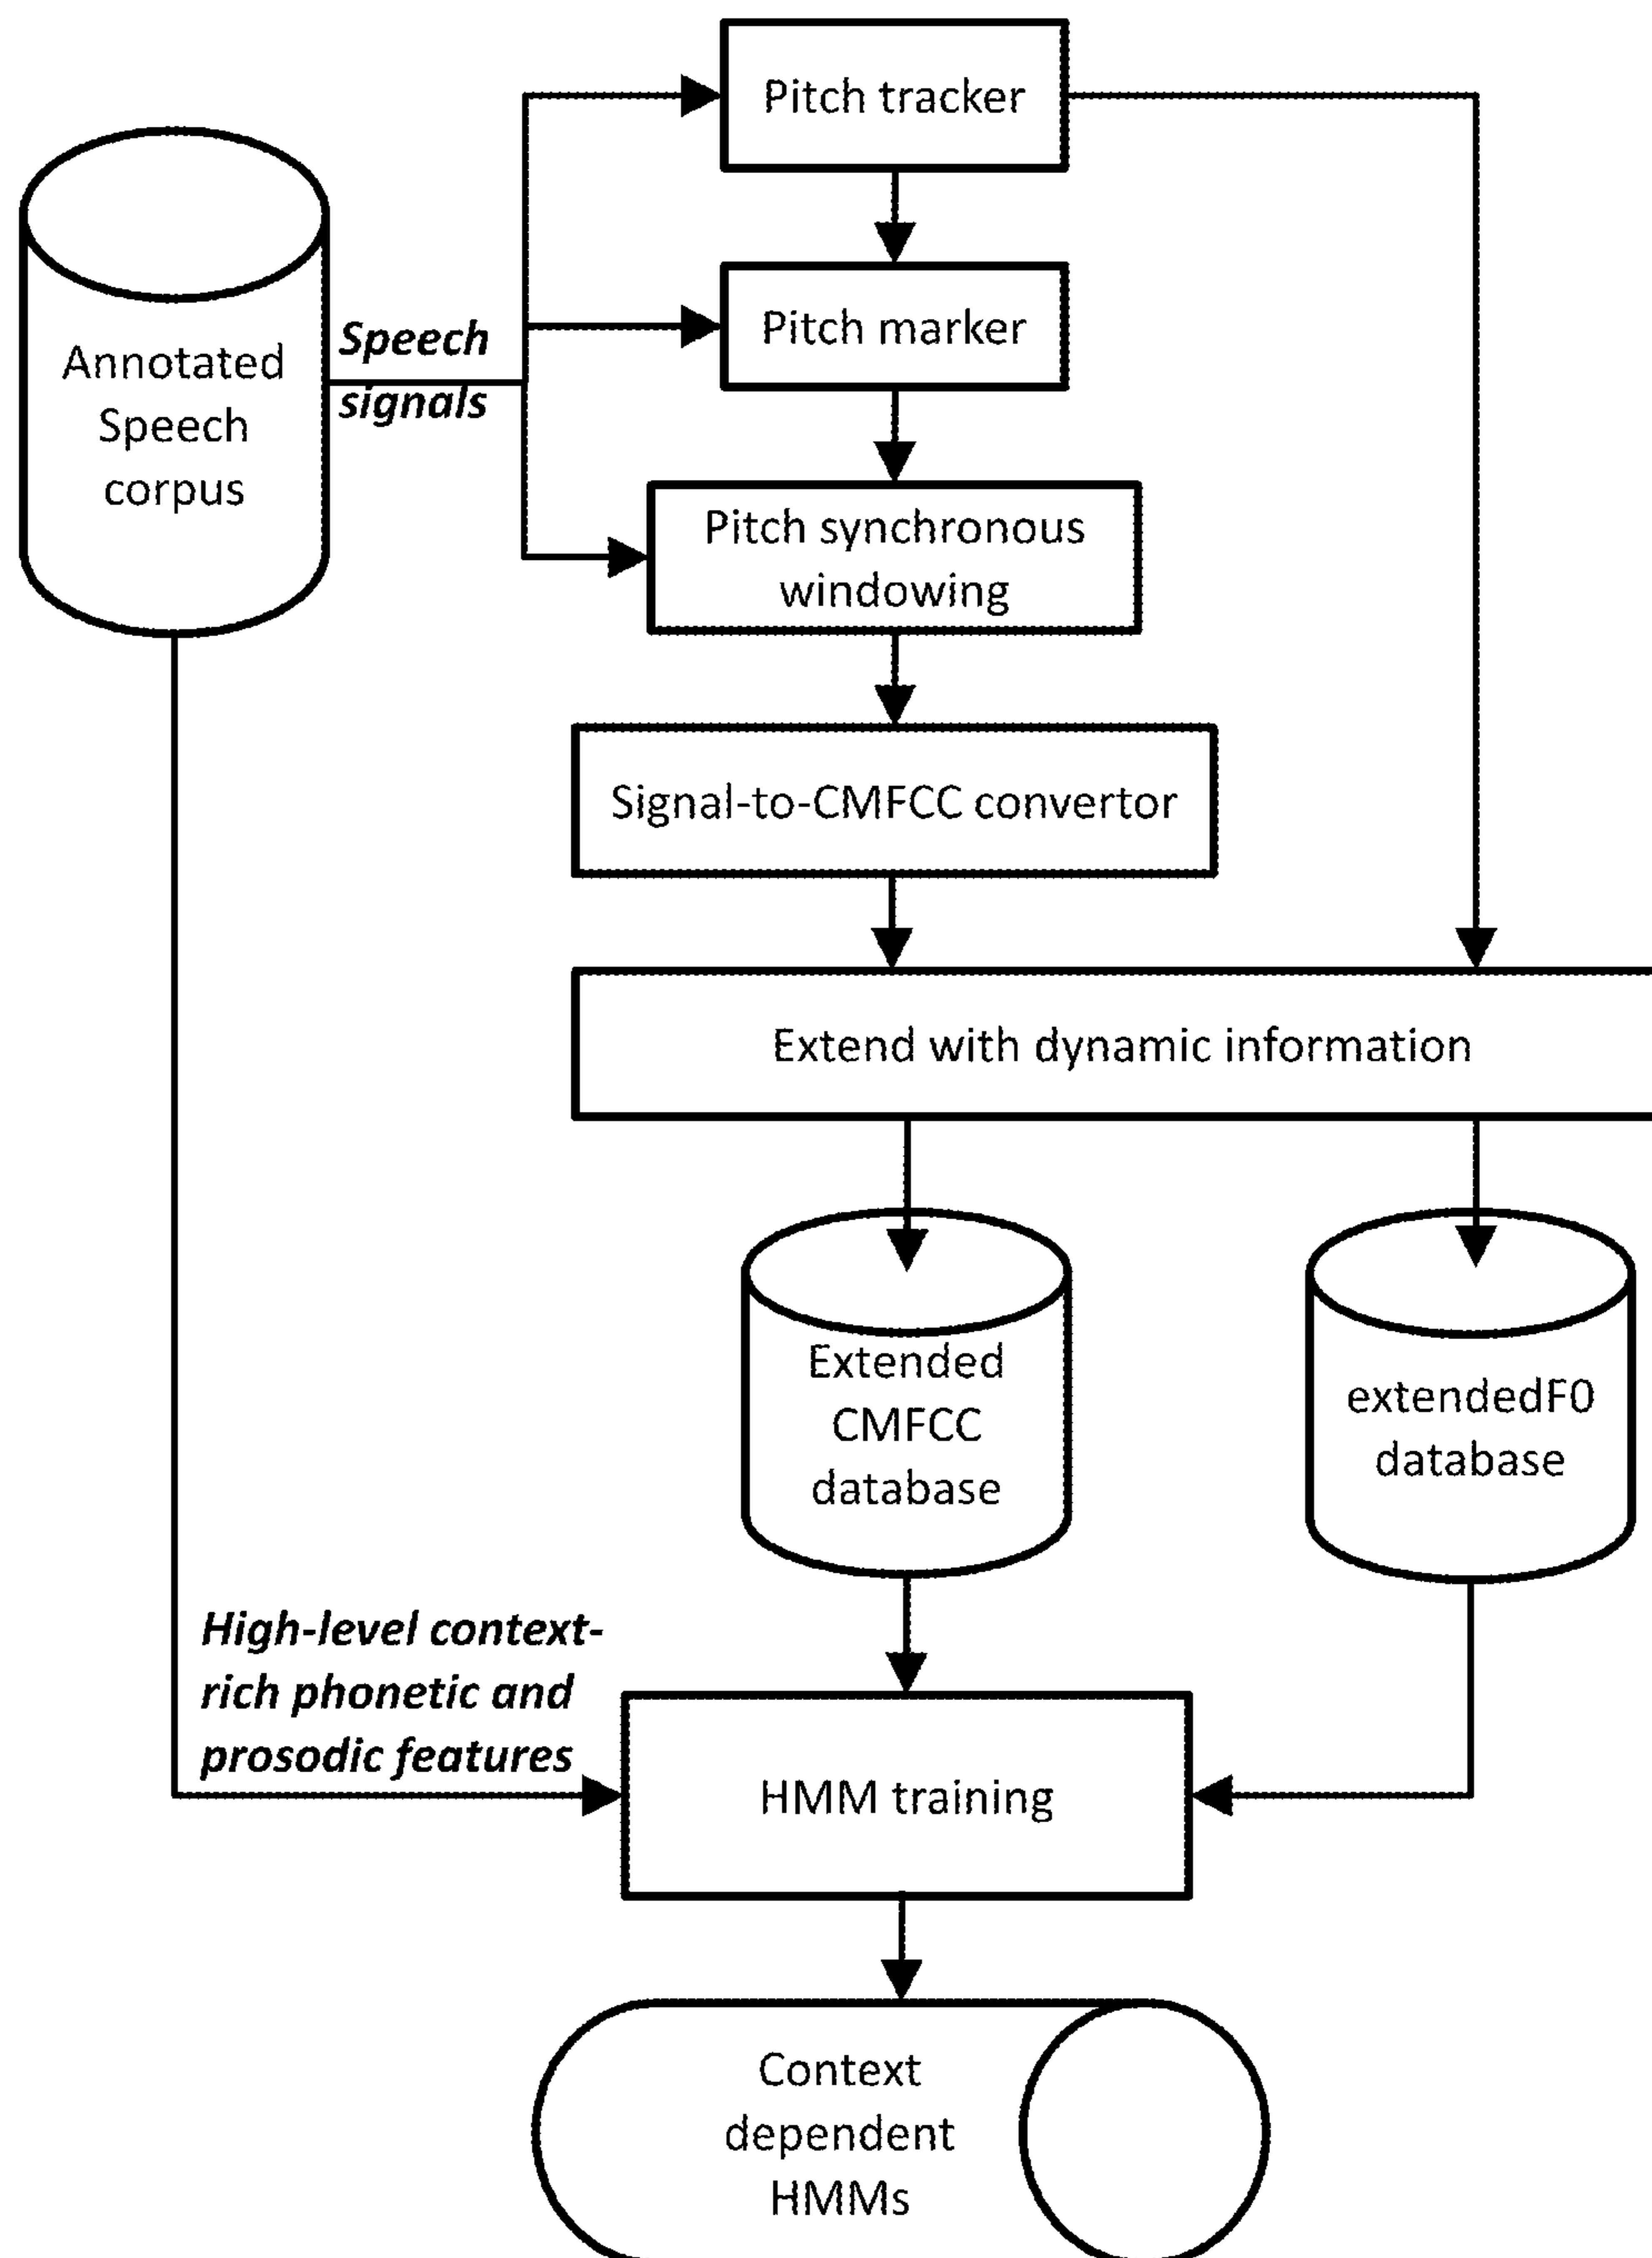 Pitch tracker
Annotated
Speech
corpus
Speech
signals
Pitch marker
Pitch synchronous
windowing
Signal-to-CMFCC convertor
Extend with dynamic information
Extended
CMFCC
database
extendedF0
database
High-level context-
rich phonetic and
prosodic features
HMM training
Context
dependent
HMMs